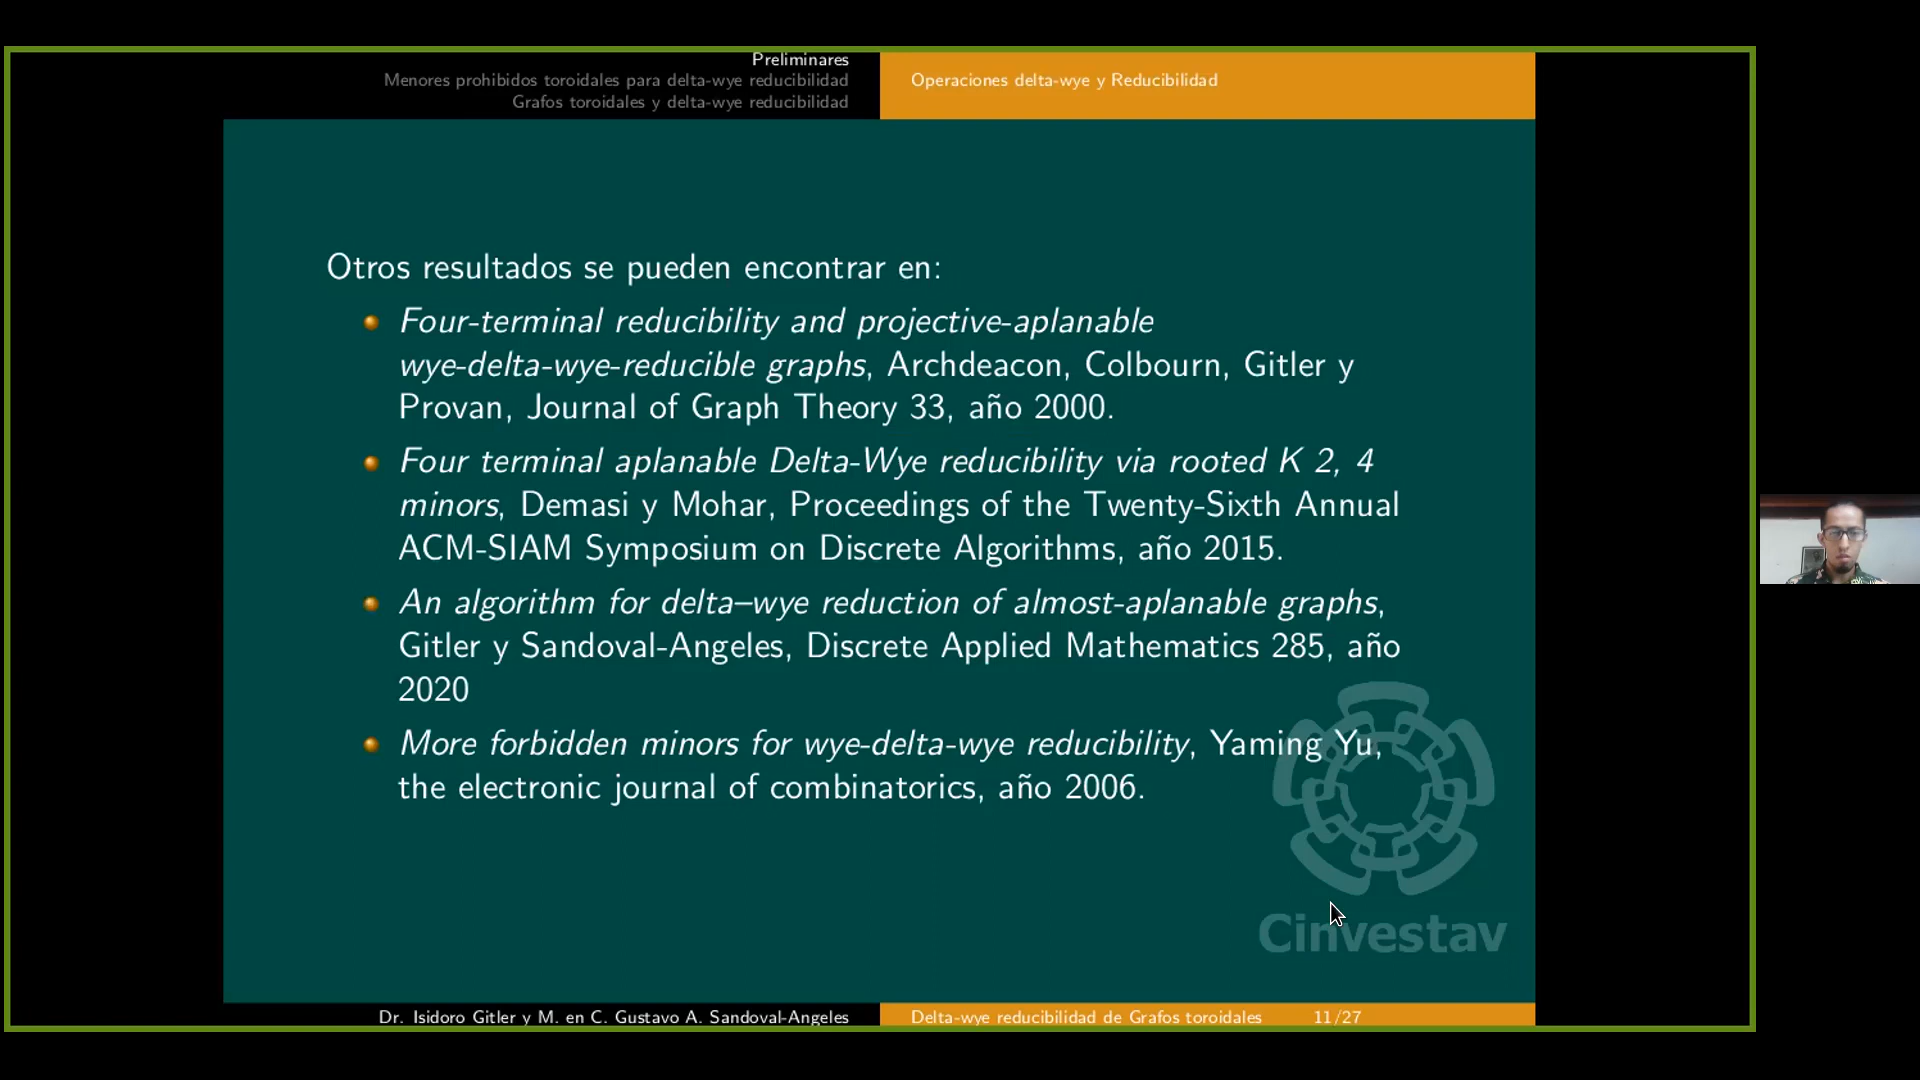 Preliminares
Menores prohibidos toroidales para delta-wye reducibilidad
Grafos toroidales y delta-wye reducibilidad
Operaciones delta-wye y Reducibilidad
Otros resultados se pueden encontrar en:
Four-terminal reducibility and projective-aplanable
wye-delta-wye-reducible graphs, Archdeacon, Colbourn, Gitler y
Provan, Journal of Graph Theory 33, año 2000.
Four terminal aplanable Delta-Wye reducibility via rooted K 2, 4
minors, Demasi y Mohar, Proceedings of the Twenty-Sixth Annual
ACM-SIAM Symposium on Discrete Algorithms, año 2015.
An algorithm for delta–wye reduction of almost-aplanable graphs,
Gitler y Sandoval-Angeles, Discrete Applied Mathematics 285, año
2020
More forbidden minors for wye-delta-wye reducibility, Yaming Yu,
the electronic journal of combinatorics, año 2006.
Cinvestav
Dr. Isidoro Gitler y M. en C. Gustavo A. Sandoval-Angeles
Delta-wye reducibilidad de Grafos toroidales 11/27